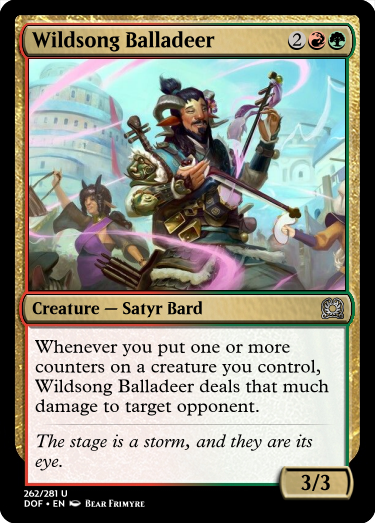 Wildsong Balladeer 2
Creature — Satyr Bard
Whenever you put one or more
counters on a creature you control,
Wildsong Balladeer deals that much
damage to target opponent.
The stage is a storm, and they are its
eye.
3/3
262/281 U
DOF • EN Bear Frimyre